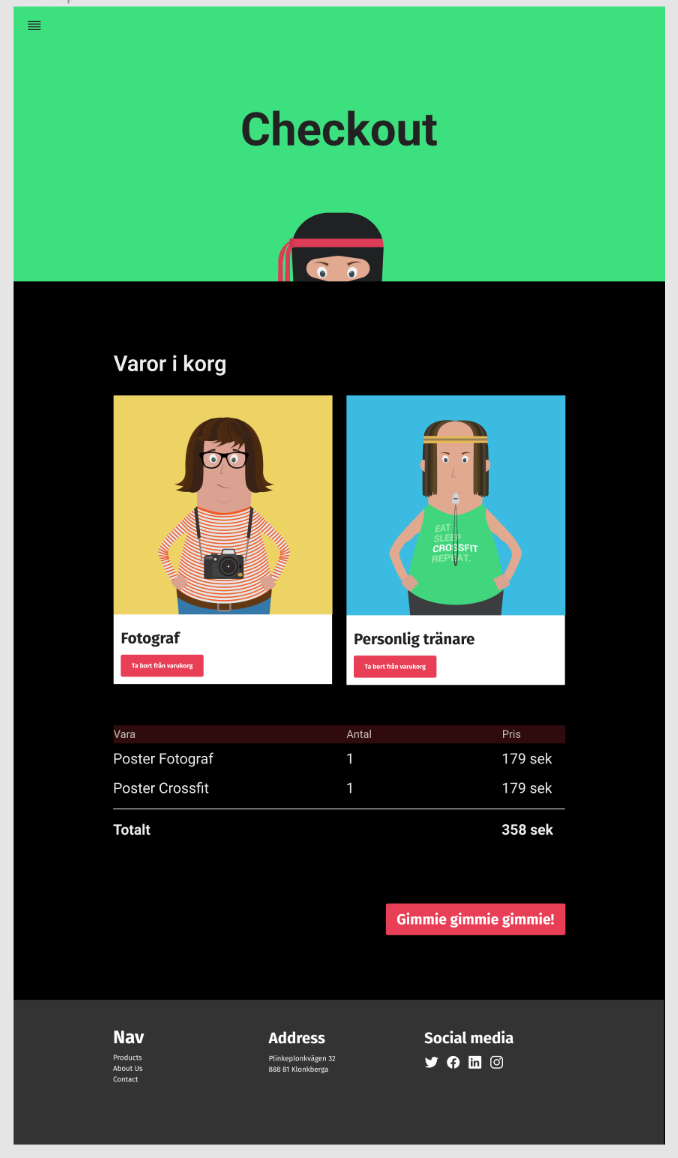 Checkout
Varor i korg
EAT
SLEEP
CROSSFIT
REPEAT.
Fotograf
Ta bort från varukorg
Personlig tränare
Ta bort från varukorg
Vara Antal Pris
Poster Fotograf 1 179 sek
Poster Crossfit 1 179 sek
Totalt 358 sek
Gimmie gimmie gimmie!
Nav
Products
About Us
Contact
Address
Plinkeplonkvägen 32
888 81 Klonkberga
Social media